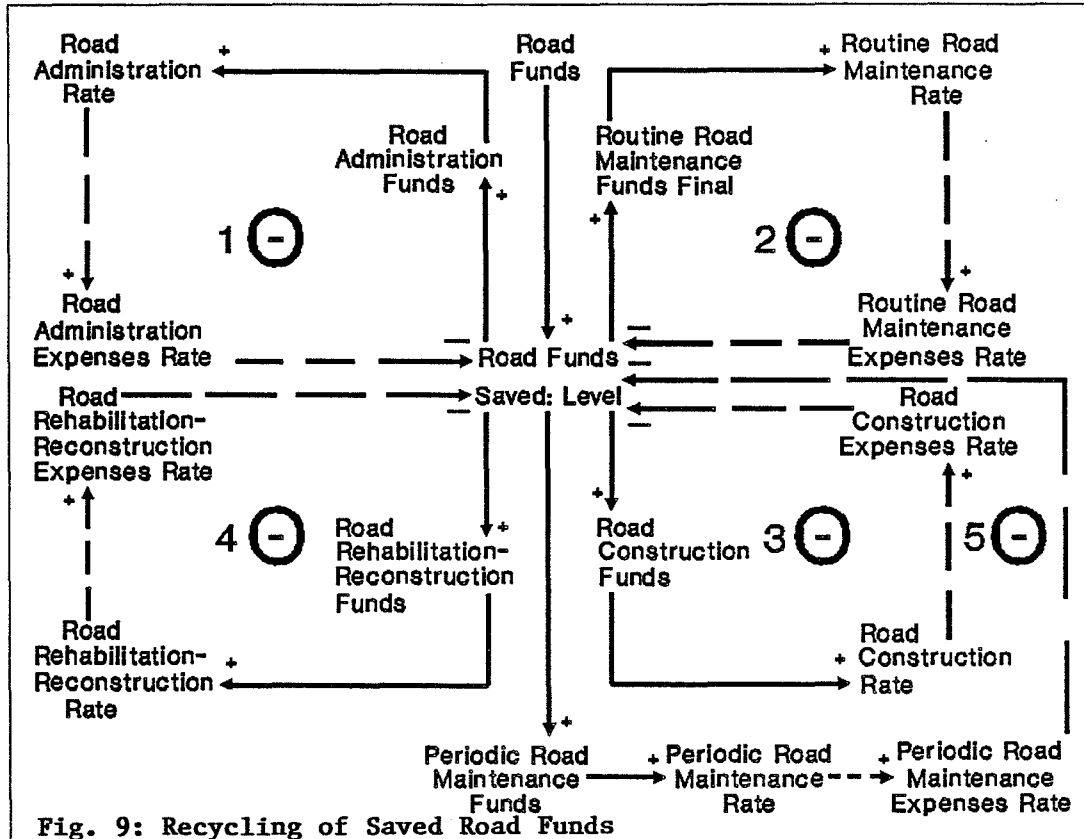 Road
Administration
Rate
Road
Funds
Routine Road
Maintenance
Rate
Road
Administration
Funds
Routine Road
Maintenance
Funds Final
1 -
2 -
Road
Administration
Expenses Rate
Road Funds
Saved: Level
Routine Road
Maintenance
Expenses Rate
Road
Rehabilitation-
Reconstruction
Expenses Rate
Road
Construction
Expenses Rate
4 -
Road
Rehabilitation-
Reconstruction
Funds
Road
Construction
Funds
3 -
5 -
Road
Rehabilitation-
Reconstruction
Rate
Road
Construction
Rate
Periodic Road
Maintenance
Funds
Periodic Road
Maintenance
Rate
Periodic Road
Maintenance
Expenses Rate
Fig. 9: Recycling of Saved Road Funds